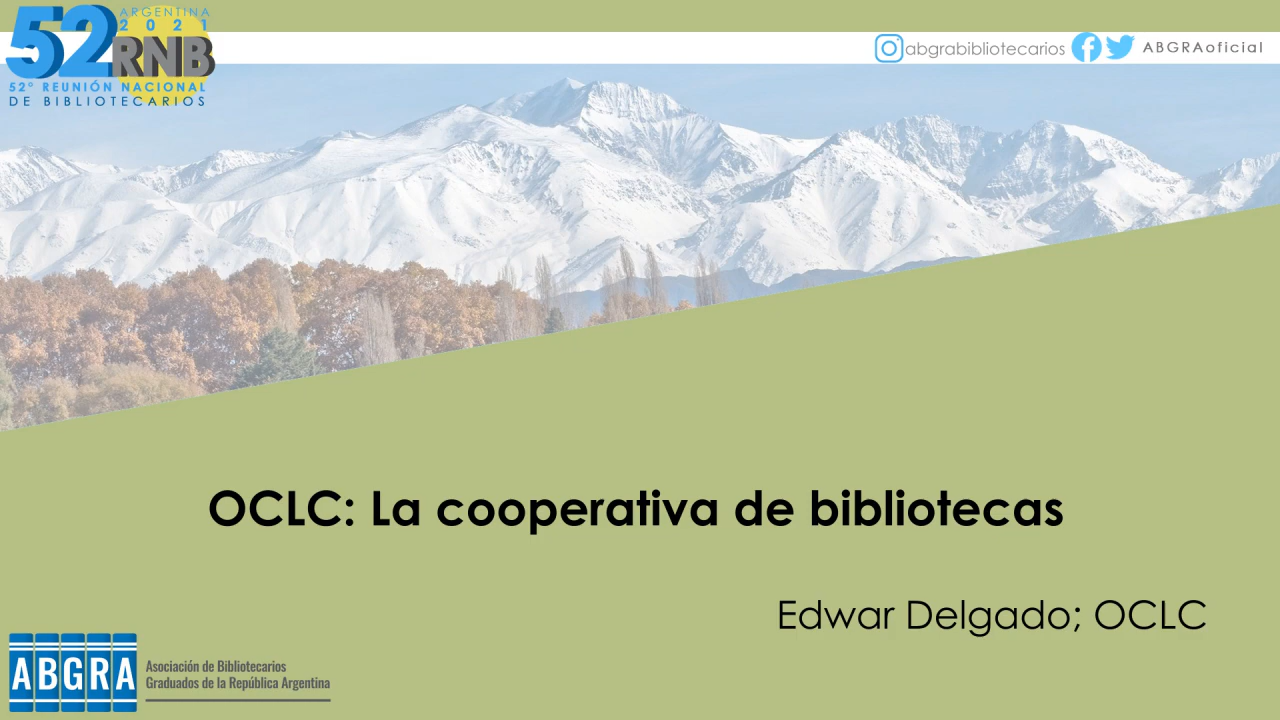 52
ARGENTINA
2021
RNB
52º REUNIÓN NACIONAL
DE BIBLIOTECARIOS
abgrabibliotecarios
ABGRAoficial
OCLC: La cooperativa de bibliotecas
Edwar Delgado; OCLC
ABGRA
Asociación de Bibliotecarios
Graduados de la República Argentina